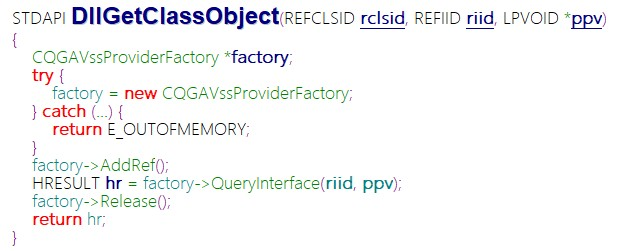 STDAPI DllGetClassObject(REFCLSID rclsid, REFIID riid, LPVOID *ppv)
{
CQGAVssProviderFactory *factory;
try {
factory = new CQGAVssProviderFactory;
} catch (...) {
return E_OUTOFMEMORY;
}
factory->AddRef();
HRESULT hr = factory->QueryInterface(riid, ppv);
factory->Release();
return hr;
}